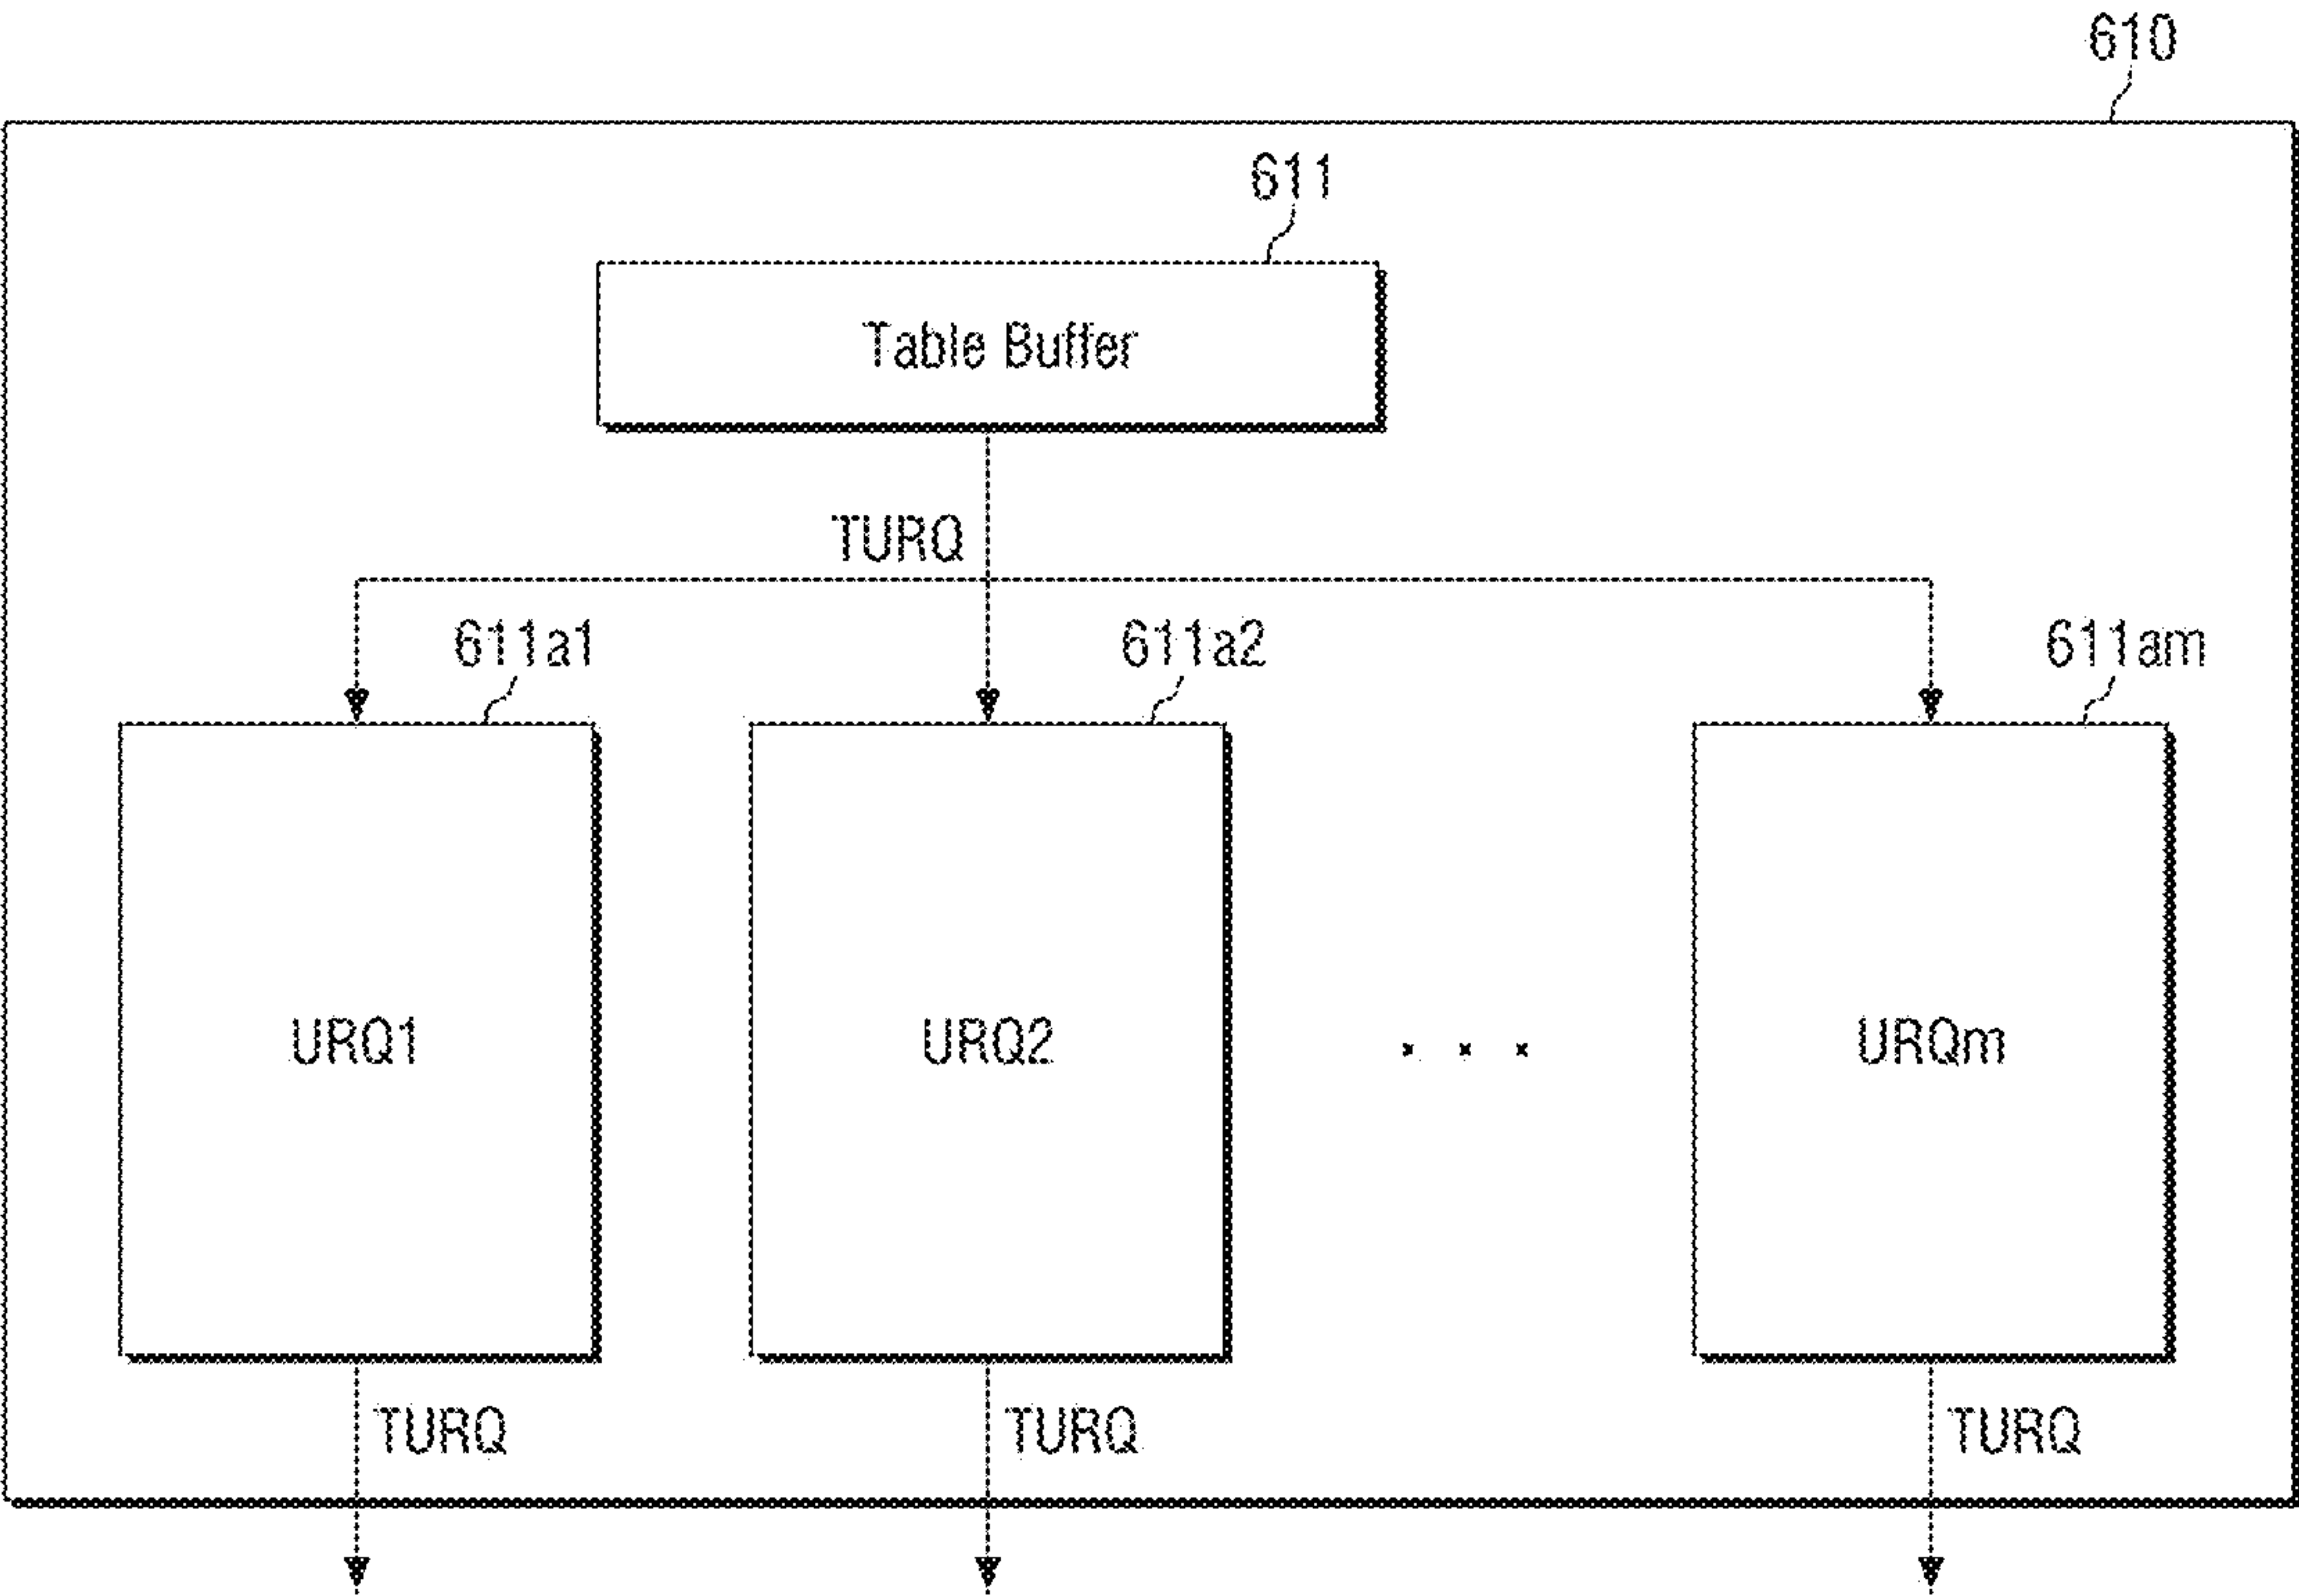 610
611
Table Buffer
TURQ
611a1 611a2 611am
URQ1 URQ2 . . . URQm
TURQ TURQ TURQ